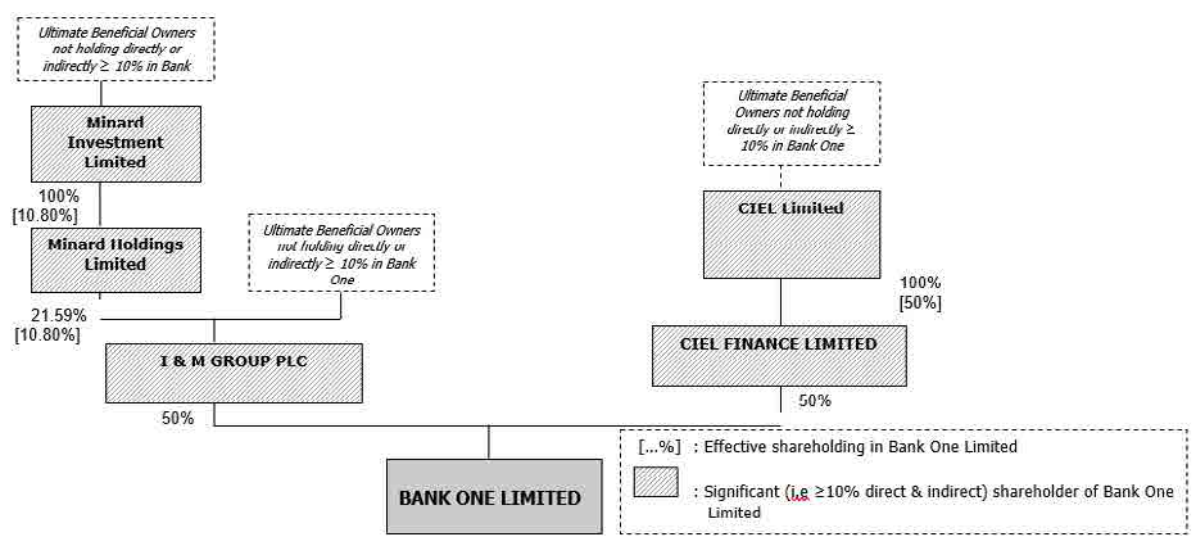 Ultimate Beneficial Owners
not holding directly or
indirectly ≥ 10% in Bank
Minard
Investment
Limited
100%
[10.80%]
Minard Holdings
Limited
21.59%
[10.80%]
Ultimate Beneficial Owners
not holding directly or
indirectly ≥ 10% in Bank
One
I & M GROUP PLC
50%
Ultimate Beneficial
Owners not holding
directly or indirectly ≥
10% in Bank One
CIEL Limited
100%
[50%]
CIEL FINANCE LIMITED
50%
BANK ONE LIMITED
[...%] : Effective shareholding in Bank One Limited
: Significant (i,e ≥10% direct & indirect) shareholder of Bank One
Limited